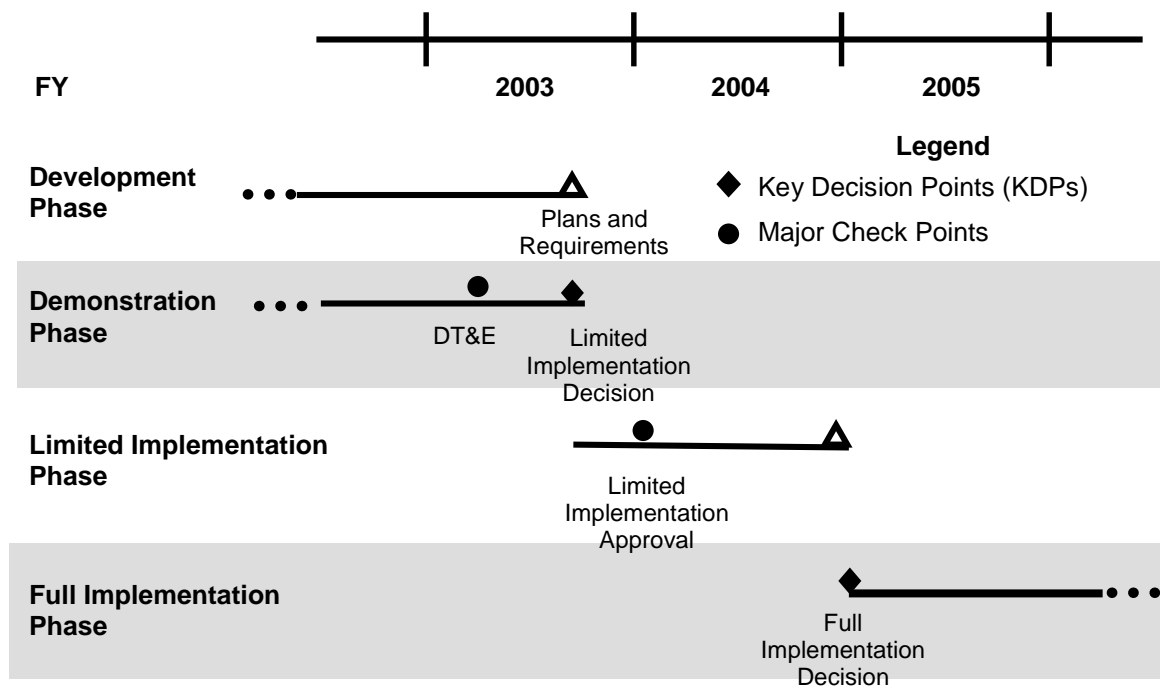 FY
2003
2004
2005
Legend
Key Decision Points (KDPs)
Major Check Points
Development
Phase
Plans and
Requirements
Demonstration
Phase
DT&E
Limited
Implementation
Decision
Limited Implementation
Phase
Limited
Implementation
Approval
Full Implementation
Phase
Full
Implementation
Decision